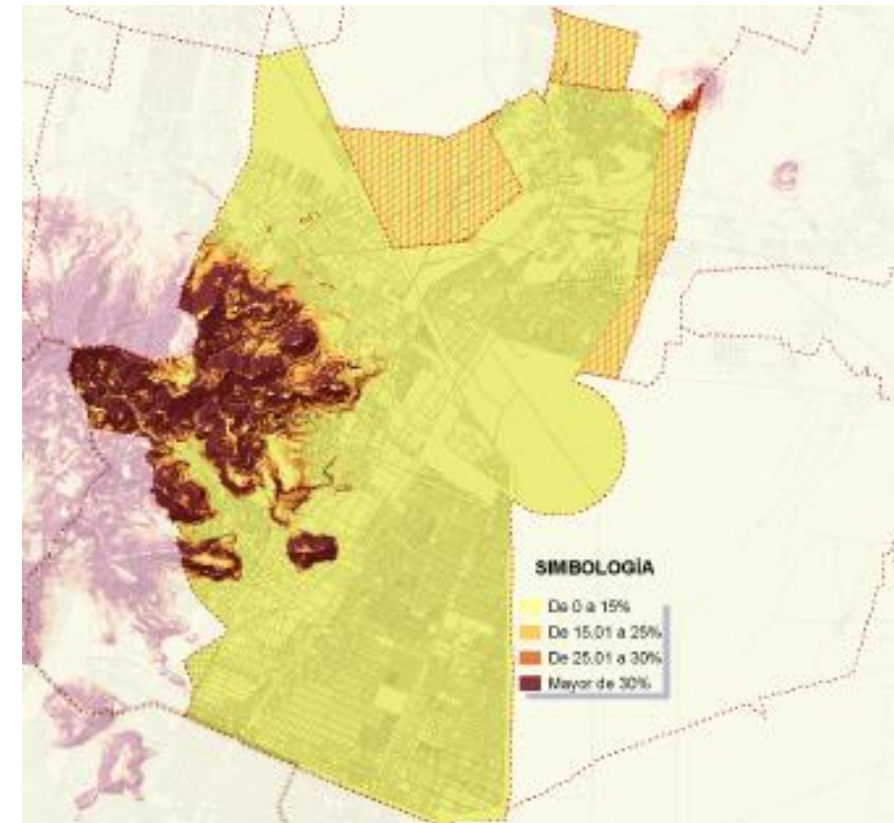 SIMBOLOGÍA
De 0 a 15%
De 15.01 a 25%
De 25.01 a 30%
Mayor de 30%